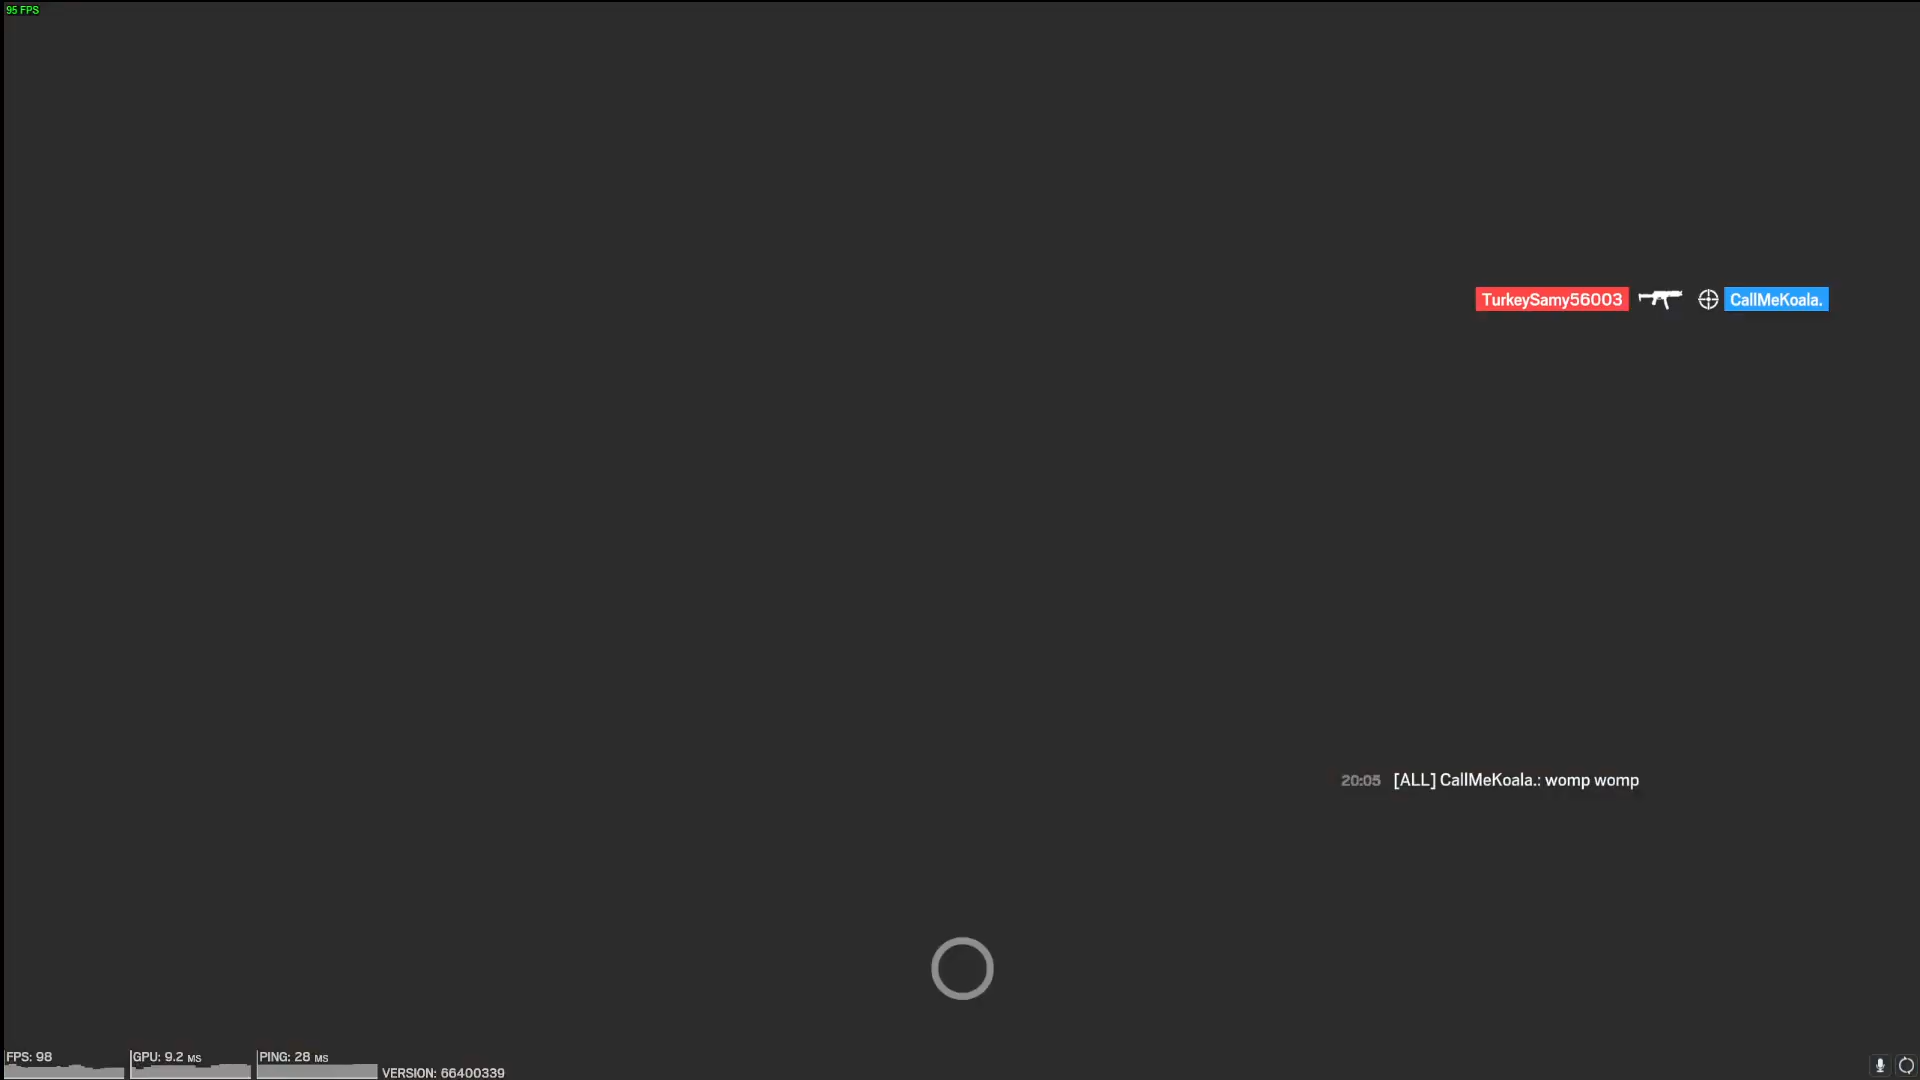 95 FPS
TurkeySamy56003 CallMeKoala.
20:05 [ALL] CallMeKoala.: womp womp
FPS: 98 GPU: 9.2 MS PING: 28 MS
VERSION: 66400339